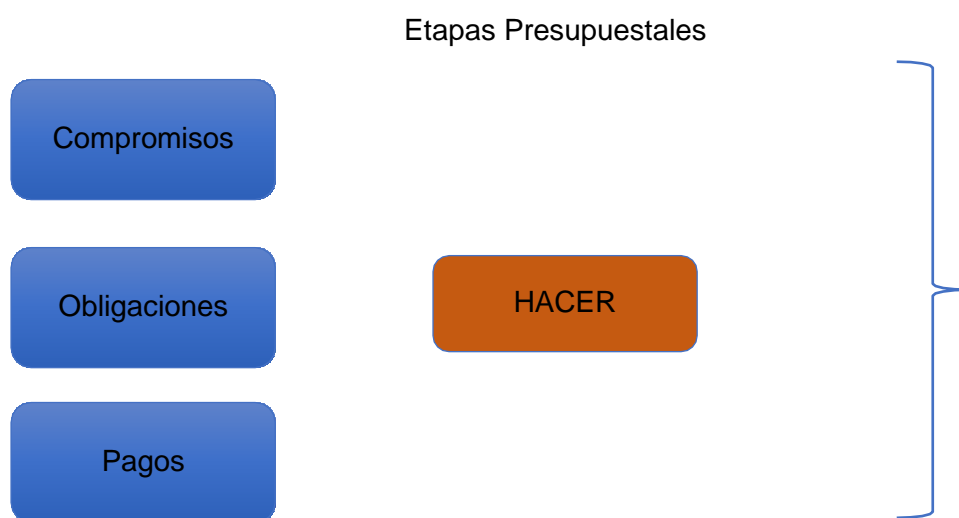 Etapas Presupuestales
Compromisos
Obligaciones
HACER
Pagos